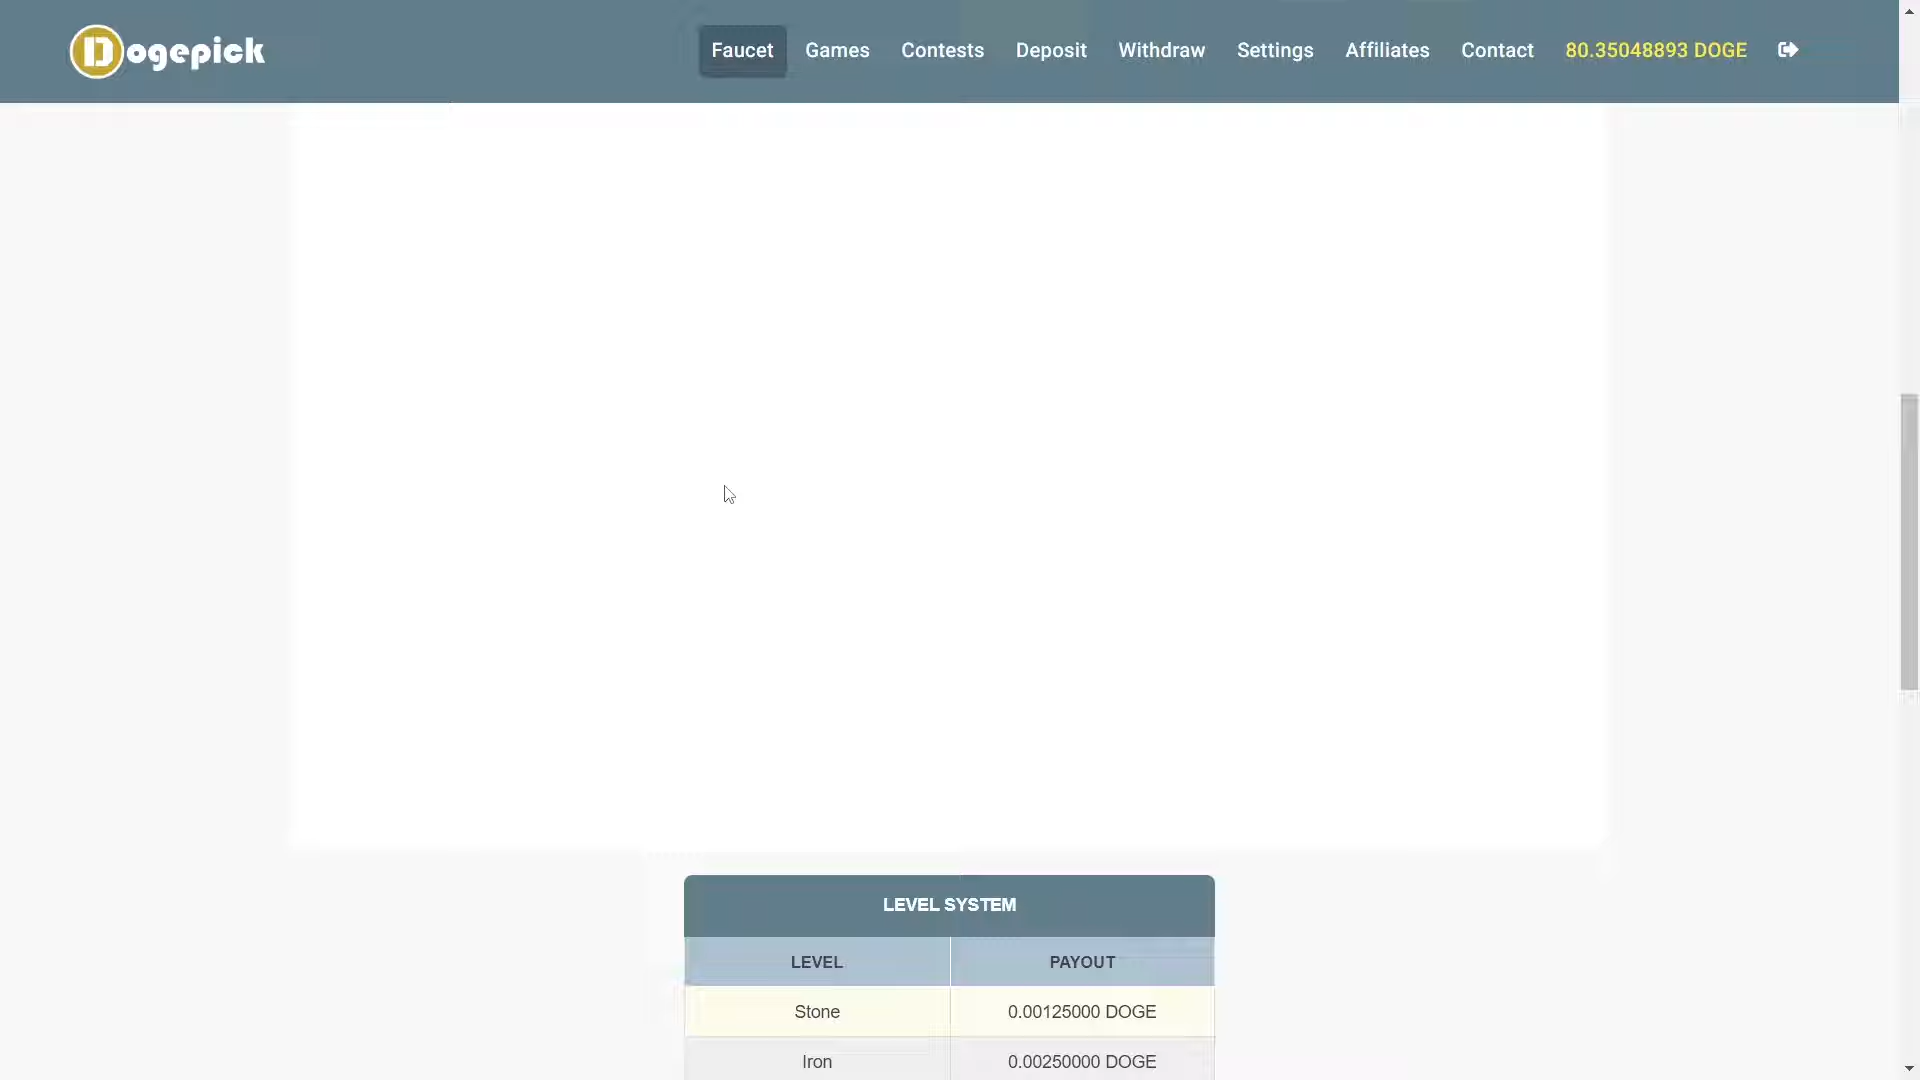 Dogepick
Faucet Games Contests Deposit Withdraw Settings Affiliates Contact 80.35048893 DOGE
LEVEL SYSTEM
LEVEL PAYOUT
Stone 0.00125000 DOGE
Iron 0.00250000 DOGE